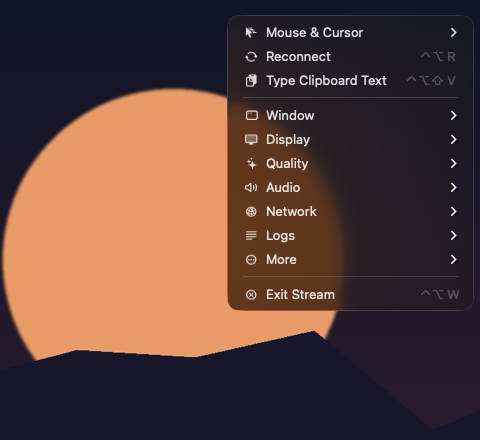 Mouse & Cursor
Reconnect ⌃⌥R
Type Clipboard Text ⌃⌥⇧V
Window
Display
Quality
Audio
Network
Logs
More
Exit Stream ⌃⌥W